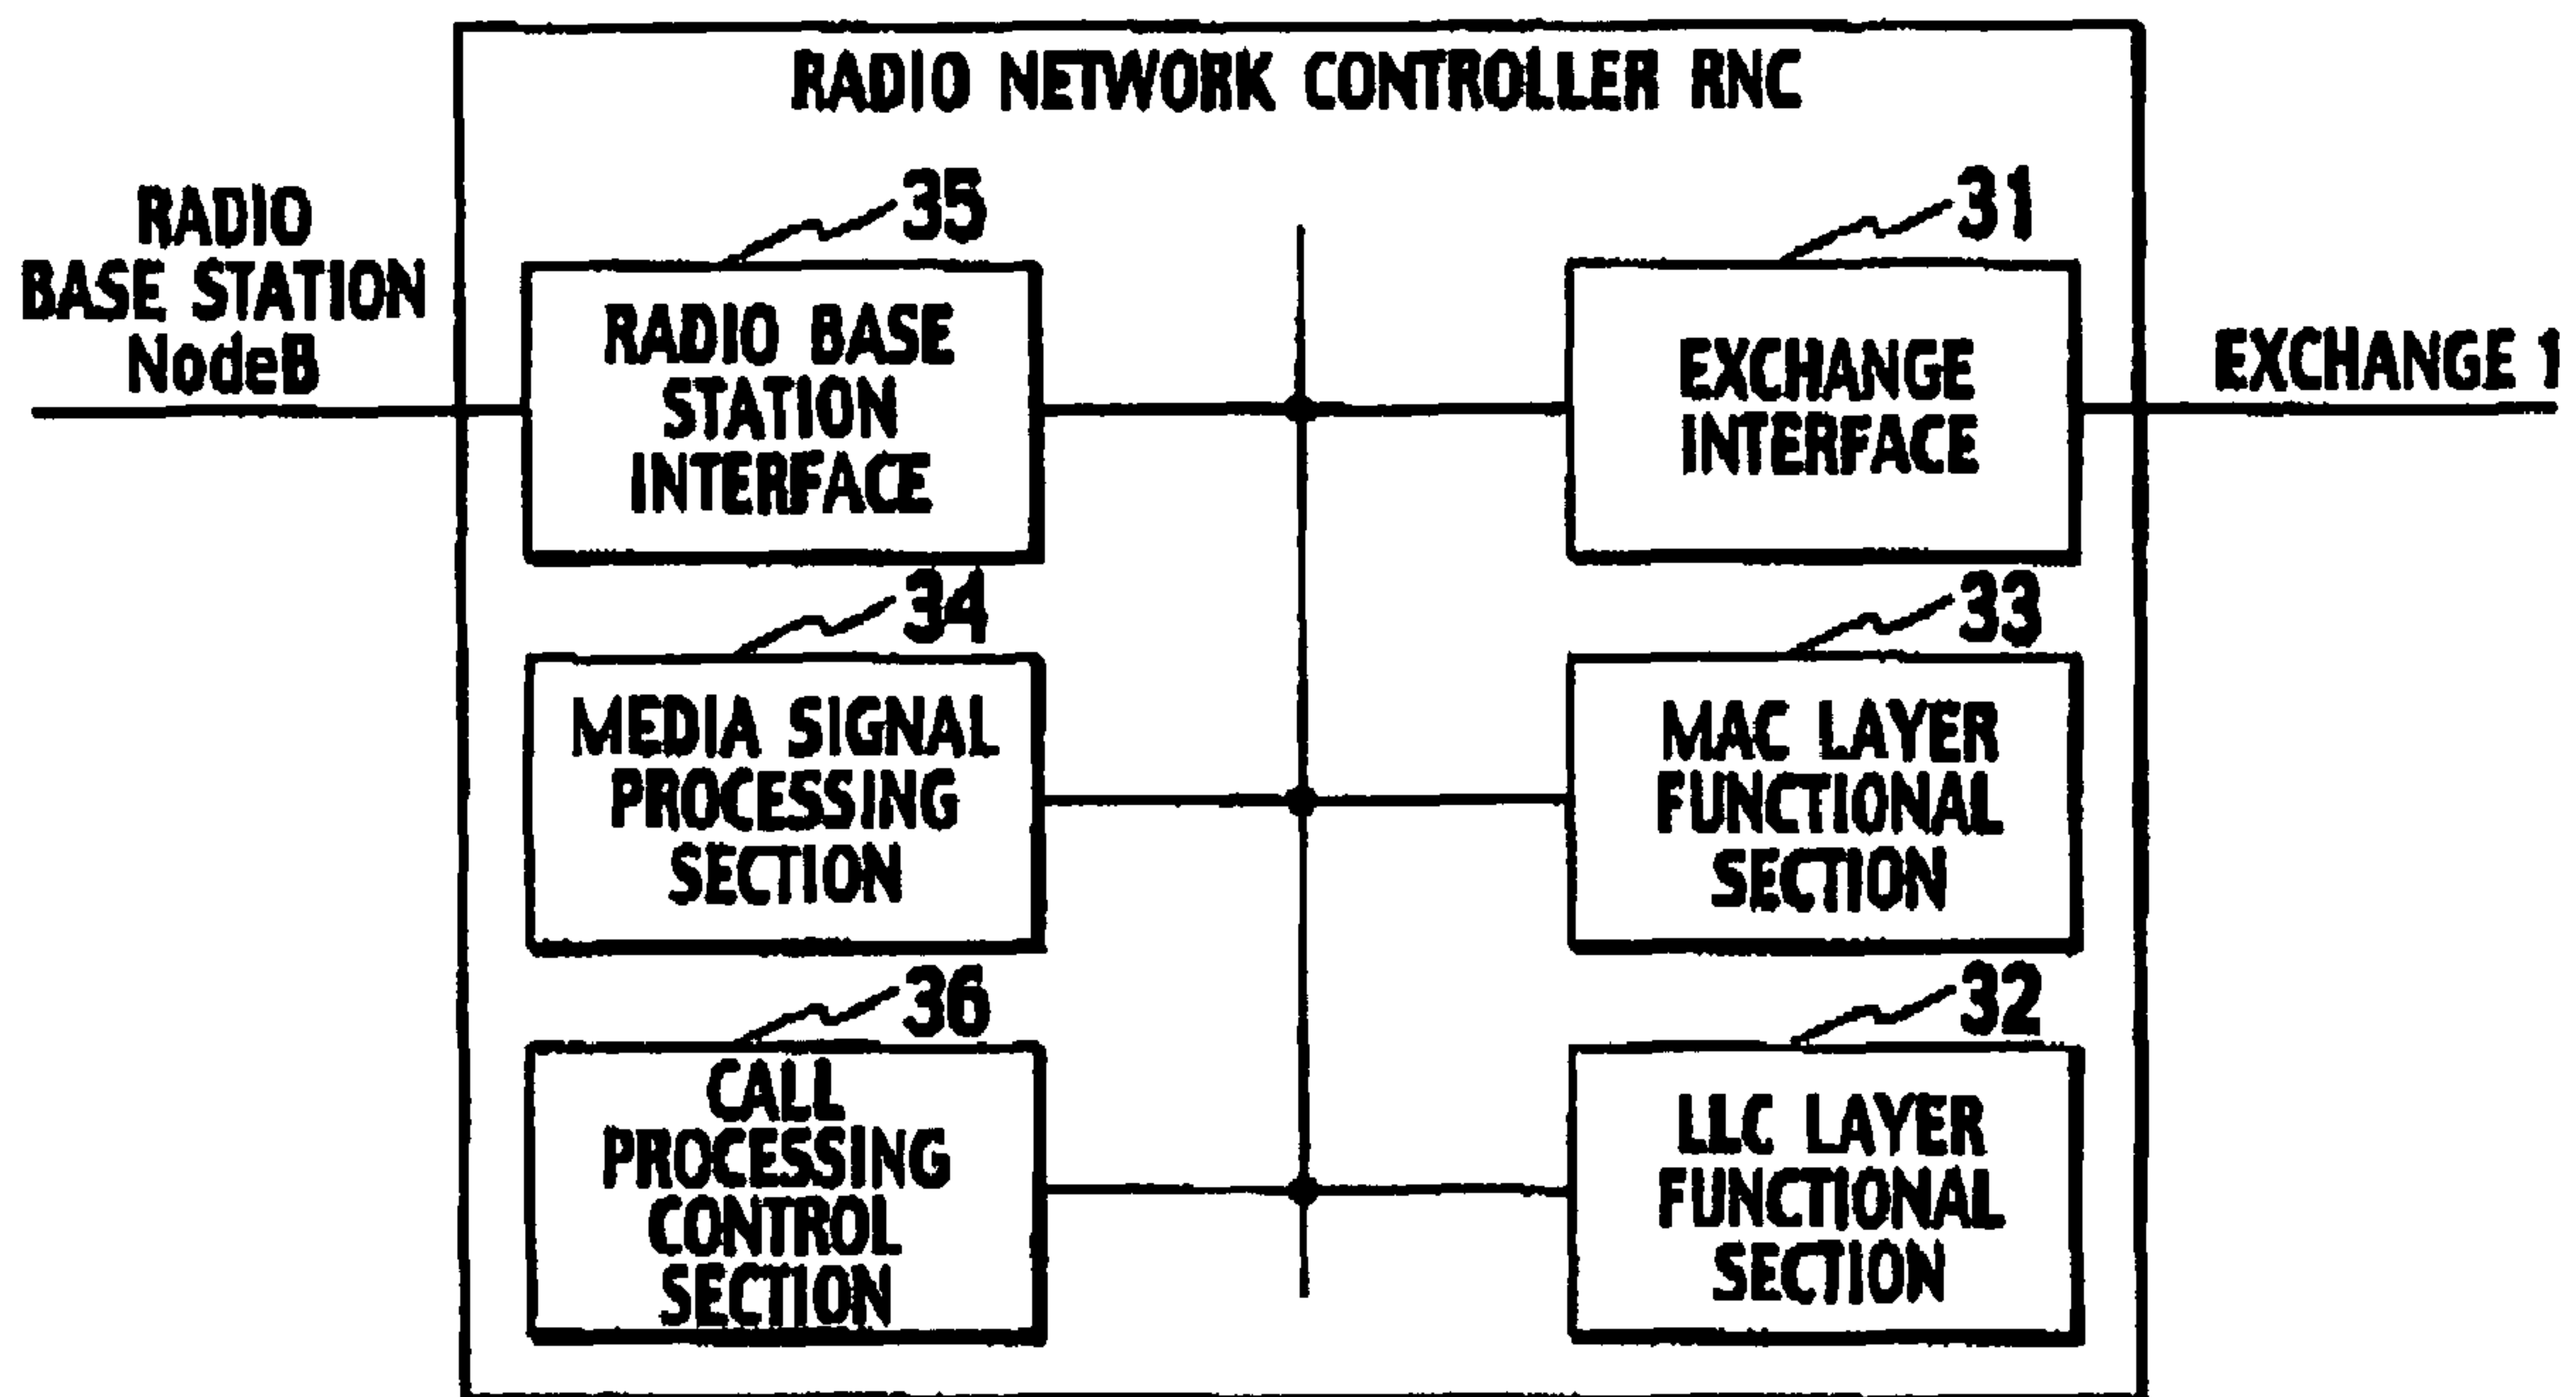 RADIO NETWORK CONTROLLER RNC
RADIO
BASE STATION
NodeB
35
RADIO BASE
STATION
INTERFACE
31
EXCHANGE
INTERFACE
EXCHANGE 1
34
MEDIA SIGNAL
PROCESSING
SECTION
33
MAC LAYER
FUNCTIONAL
SECTION
36
CALL
PROCESSING
CONTROL
SECTION
32
LLC LAYER
FUNCTIONAL
SECTION